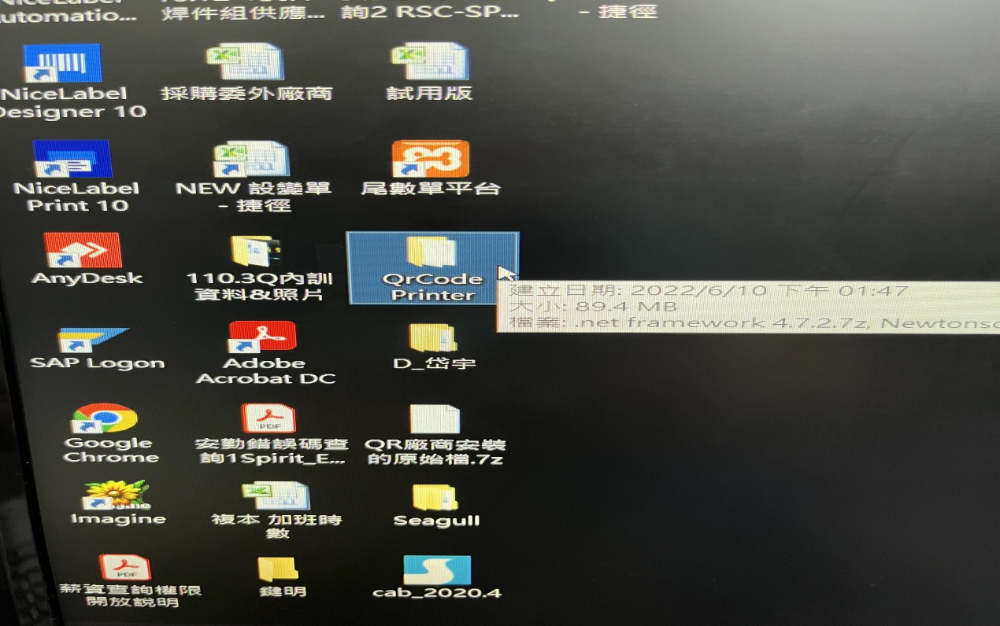 utomatio...
焊件組供應...
詢2 RSC-SP...
- 捷徑
NiceLabel
Designer 10
採購委外廠商
試用版
NiceLabel
Print 10
NEW 設變單
- 捷徑
尾數單平台
AnyDesk
110.3Q內訓
資料&照片
QrCode
Printer
建立日期: 2022/6/10 下午 01:47
大小: 89.4 MB
檔案: .net framework 4.7.2.7z, Newtonso
SAP Logon
Adobe
Acrobat DC
D_岱宇
Google
Chrome
PDF
安勤錯誤碼查
詢1Spirit_E...
QR廠商安裝
的原始檔.7z
Imagine
複本 加班時
數
Seagull
PDF
薪資查詢權限
開放說明
鍵明
cab_2020.4